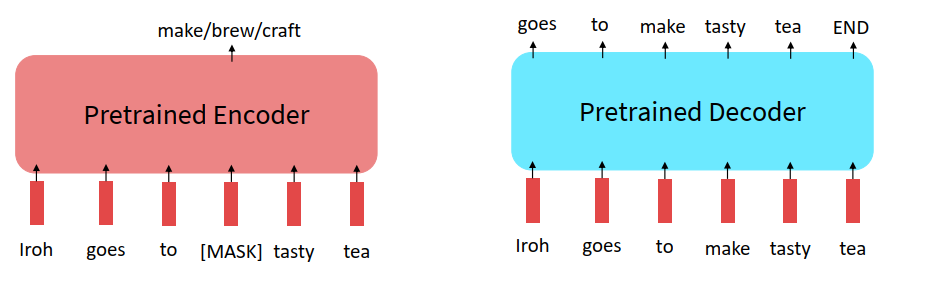 make/brew/craft
Pretrained Encoder
Iroh goes to [MASK] tasty tea
goes to make tasty tea END
Pretrained Decoder
Iroh goes to make tasty tea